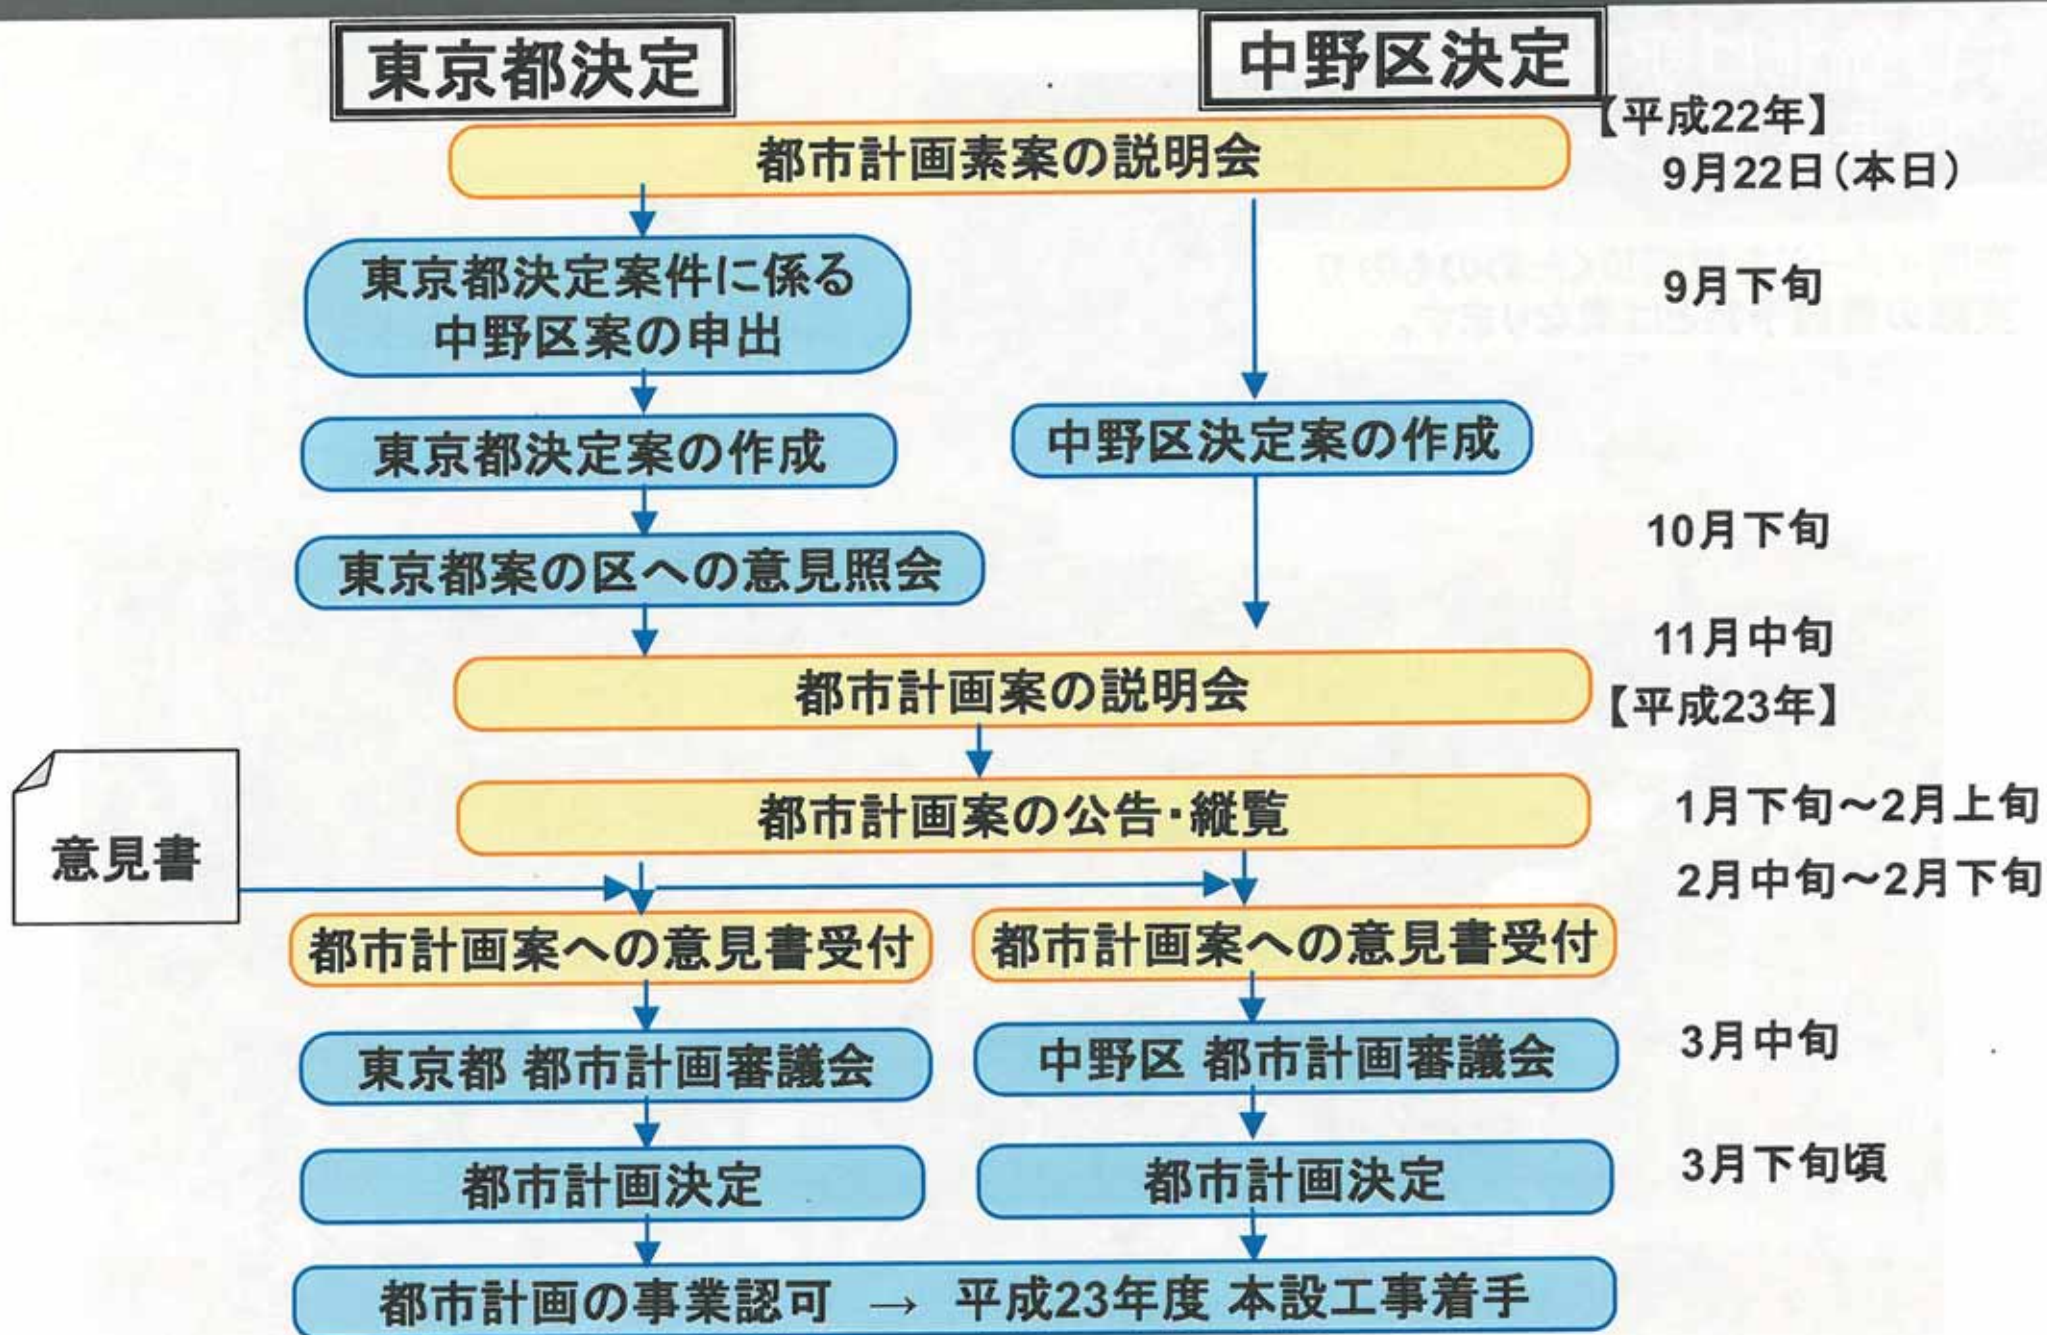 東京都決定
中野区決定
【平成22年】
都市計画素案の説明会
9月22日(本日)
東京都決定案件に係る
中野区案の申出
9月下旬
東京都決定案の作成
中野区決定案の作成
10月下旬
東京都案の区への意見照会
11月中旬
都市計画案の説明会
【平成23年】
都市計画案の公告・縦覧
1月下旬~2月上旬
意見書
2月中旬~2月下旬
都市計画案への意見書受付
都市計画案への意見書受付
東京都 都市計画審議会
中野区 都市計画審議会
3月中旬
都市計画決定
都市計画決定
3月下旬頃
都市計画の事業認可 → 平成23年度 本設工事着手